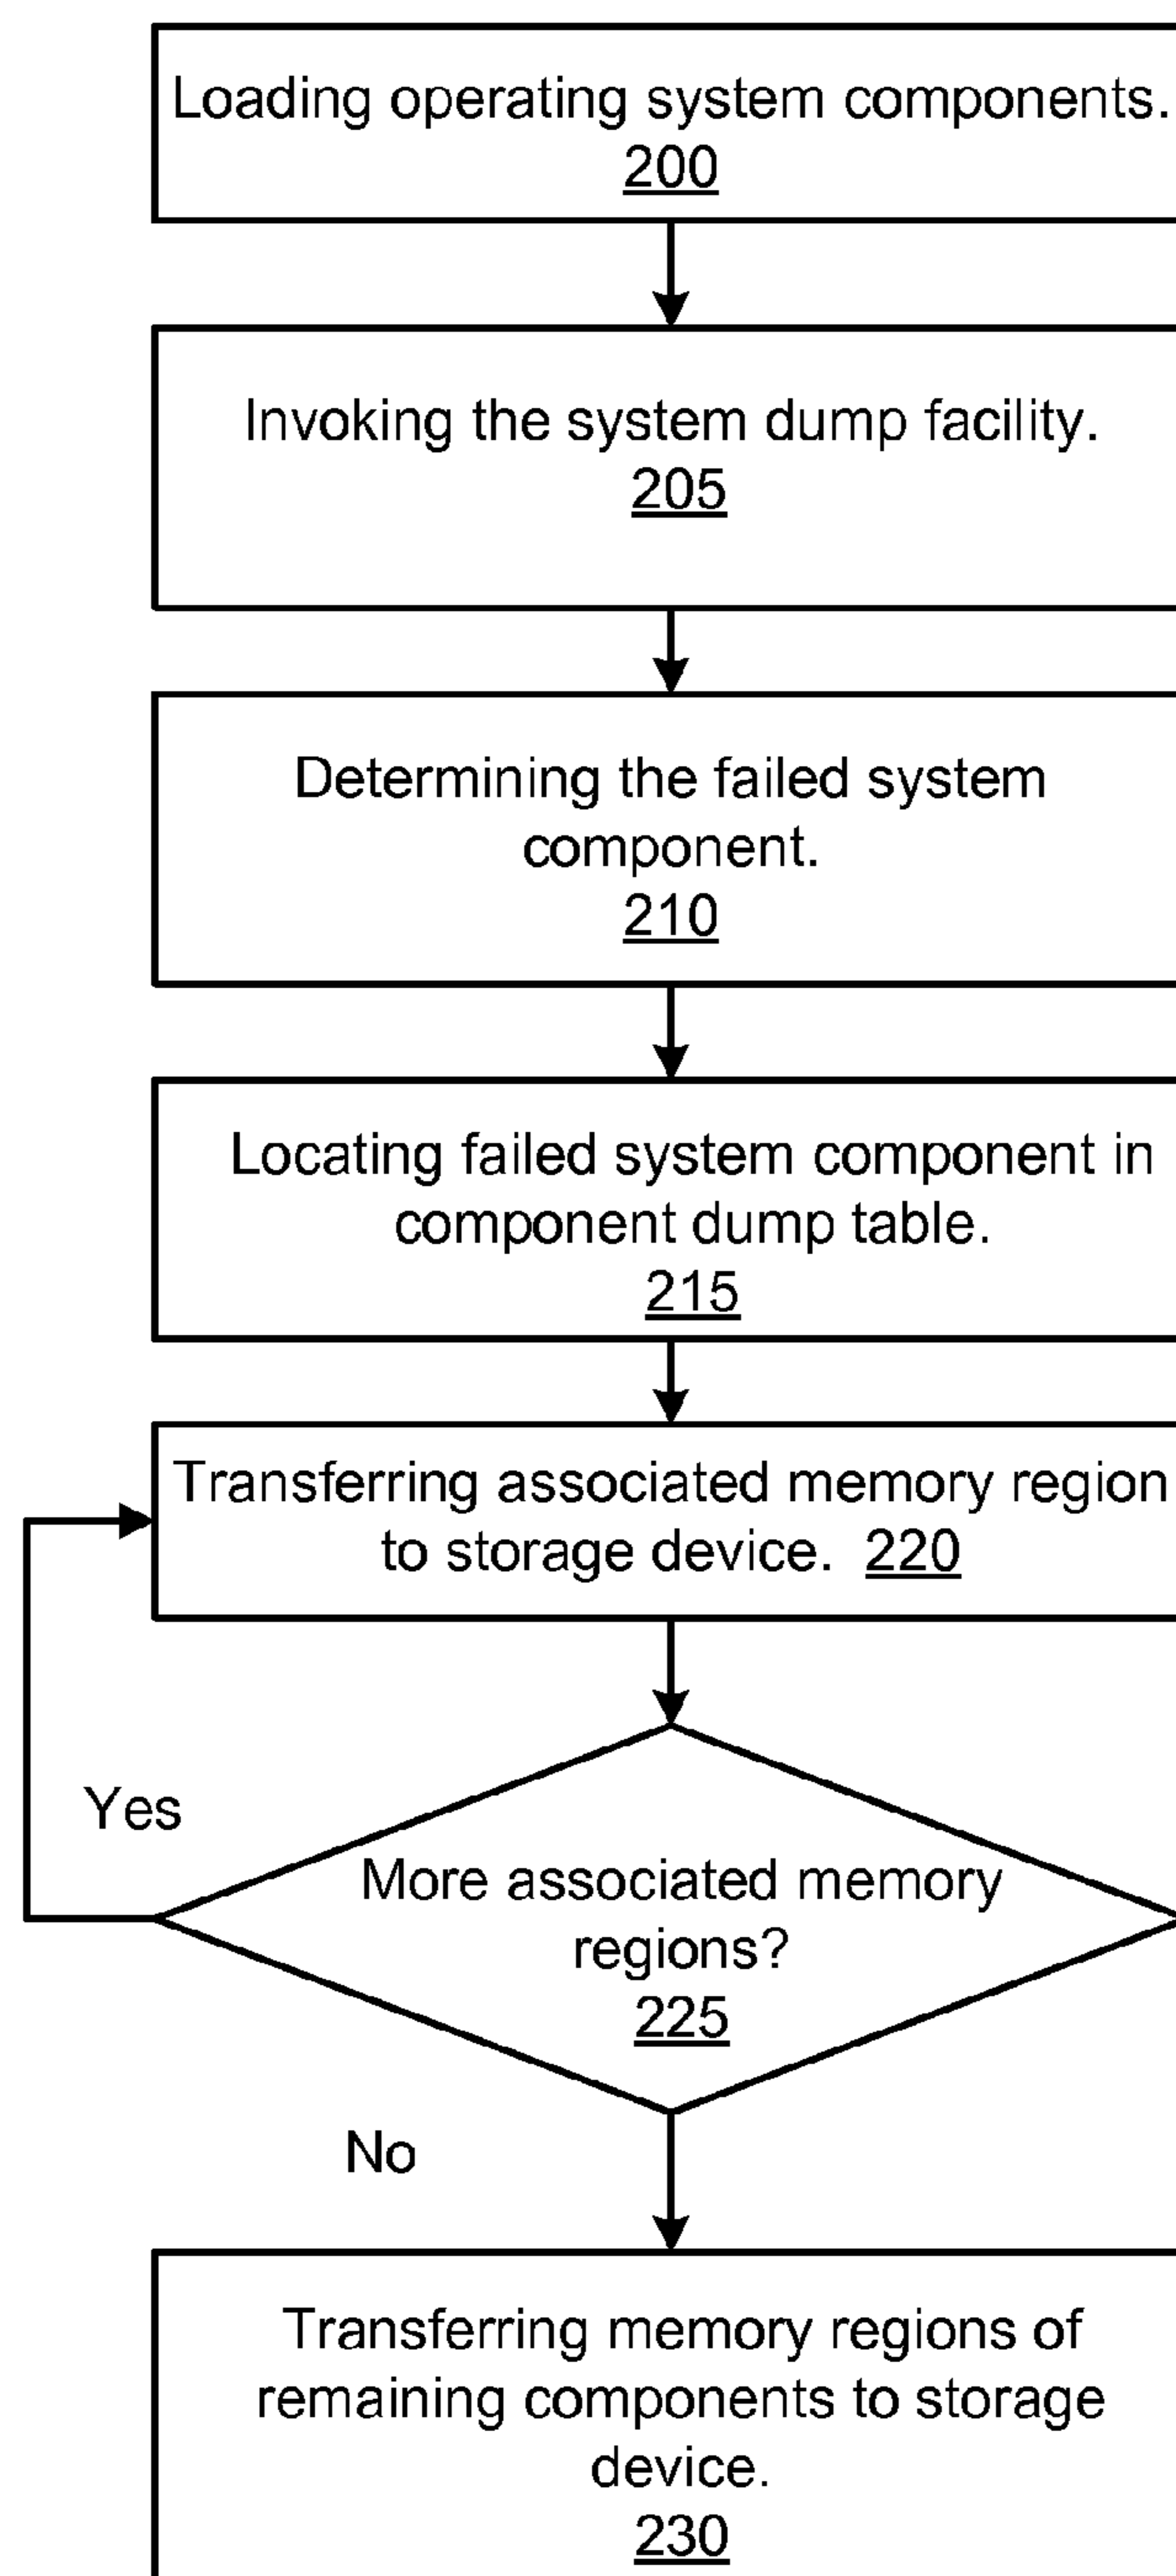 Loading operating system components.
200
Invoking the system dump facility.
205
Determining the failed system
component.
210
Locating failed system component in
component dump table.
215
Transferring associated memory region
to storage device. 220
Yes
More associated memory
regions?
225
No
Transferring memory regions of
remaining components to storage
device.
230